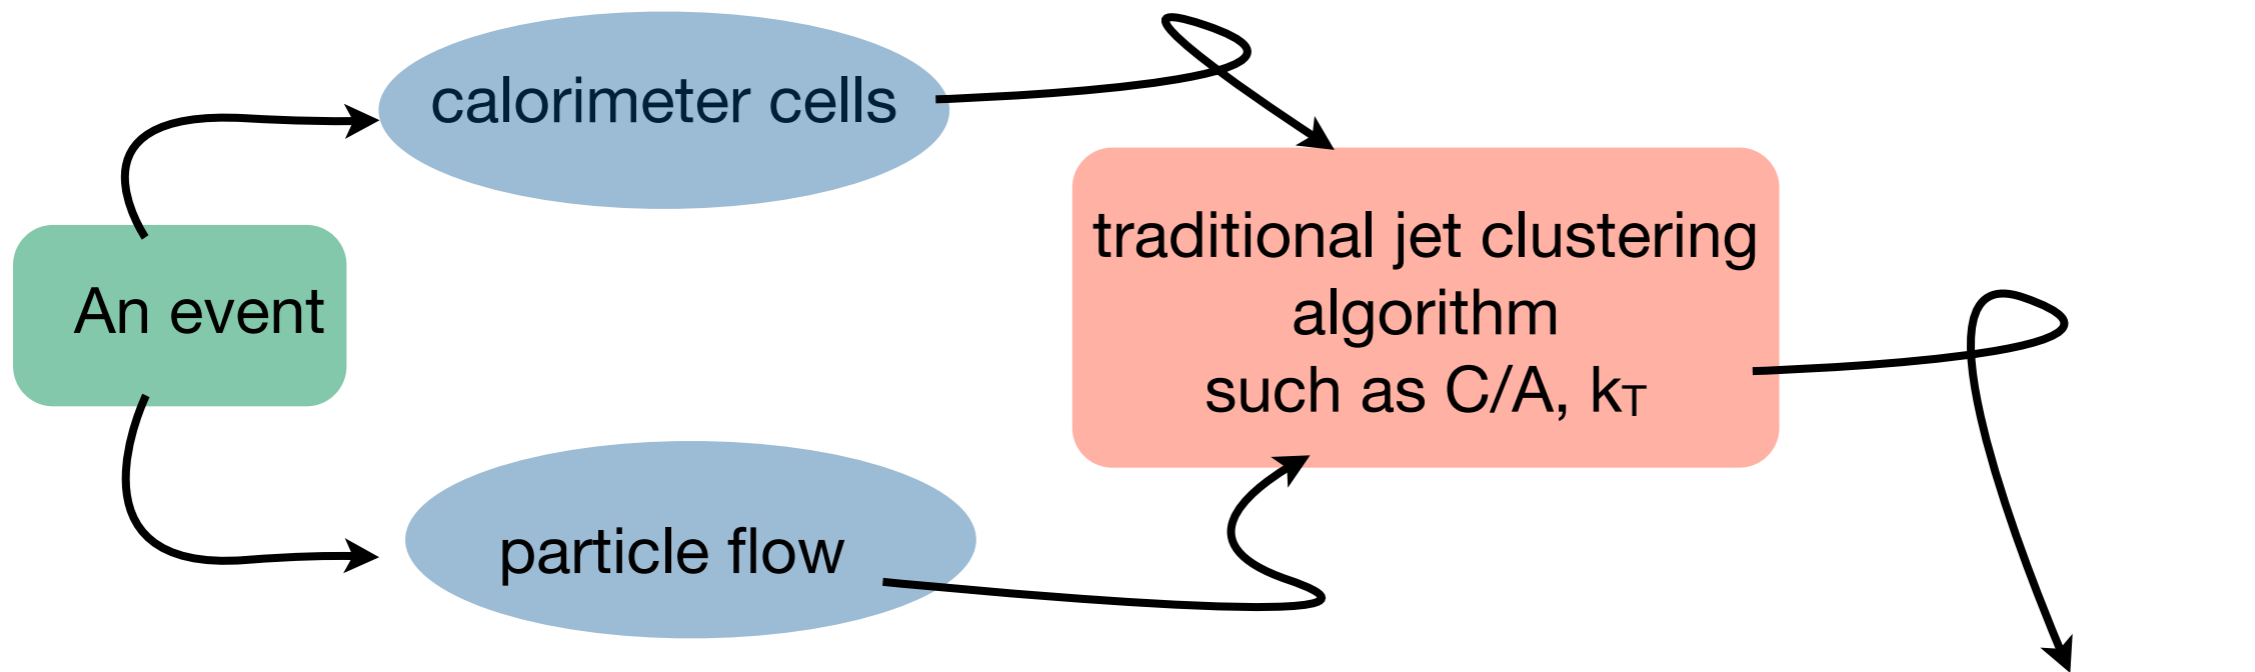 calorimeter cells
An event
traditional jet clustering
algorithm
such as C/A, kT
particle flow